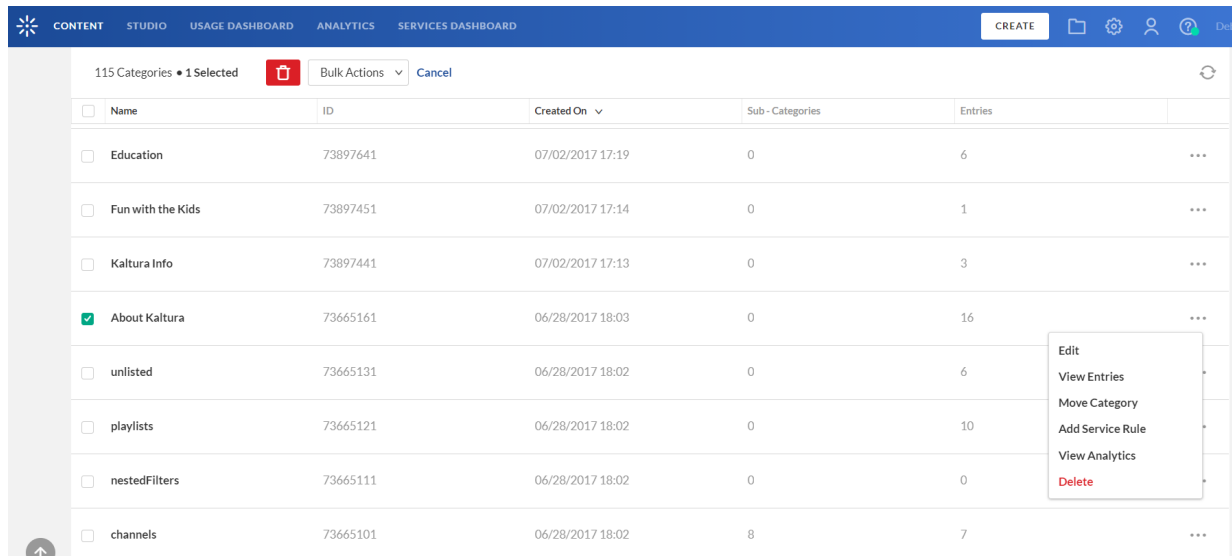 CONTENT STUDIO USAGE DASHBOARD ANALYTICS SERVICES DASHBOARD CREATE
115 Categories • 1 Selected Bulk Actions Cancel
Name ID Created On Sub - Categories Entries
Education 73897641 07/02/2017 17:19 0 6
Fun with the Kids 73897451 07/02/2017 17:14 0 1
Kaltura Info 73897441 07/02/2017 17:13 0 3
About Kaltura 73665161 06/28/2017 18:03 0 16
Edit
unlisted 73665131 06/28/2017 18:02 0 6
View Entries
Move Category
playlists 73665121 06/28/2017 18:02 0 10
Add Service Rule
View Analytics
nestedFilters 73665111 06/28/2017 18:02 0 0
Delete
channels 73665101 06/28/2017 18:02 8 7